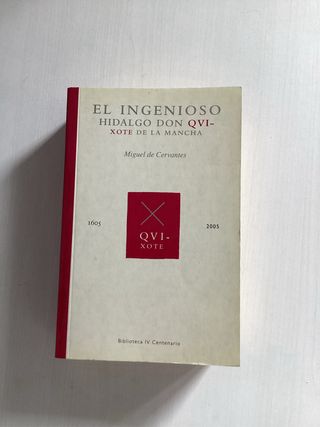 EL INGENIOSO
HIDALGO DON QVI-
XOTE DE LA MANCHA
Miguel de Cervantes
1605
2005
QVI-
XOTE
Biblioteca IV Centenario